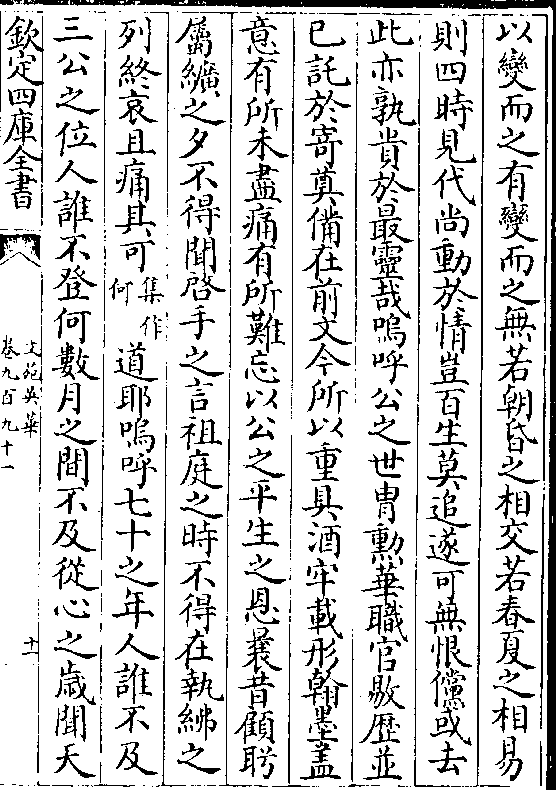 以變而之有變而之無若朝昏之相交若春夏之相易
則四時見代尚動於情豈百生莫追遂可無恨儻或去
此亦孰貴於最靈哉嗚呼公之世胄勲華職官敭歴並
已託於寄奠備在前文今所以重具酒牢載形翰墨盖
意有所未盡痛有所難忘以公之平生之恩曩昔顧盻
屬纊之夕不得聞啓手之言祖庭之時不得在執紼之
列終哀且痛其可集作何道耶嗚呼七十之年人誰不及
三公之位人誰不登何數月之間不及從心之歳聞天
欽定四庫全書
文苑英華
卷九百九十一
十一